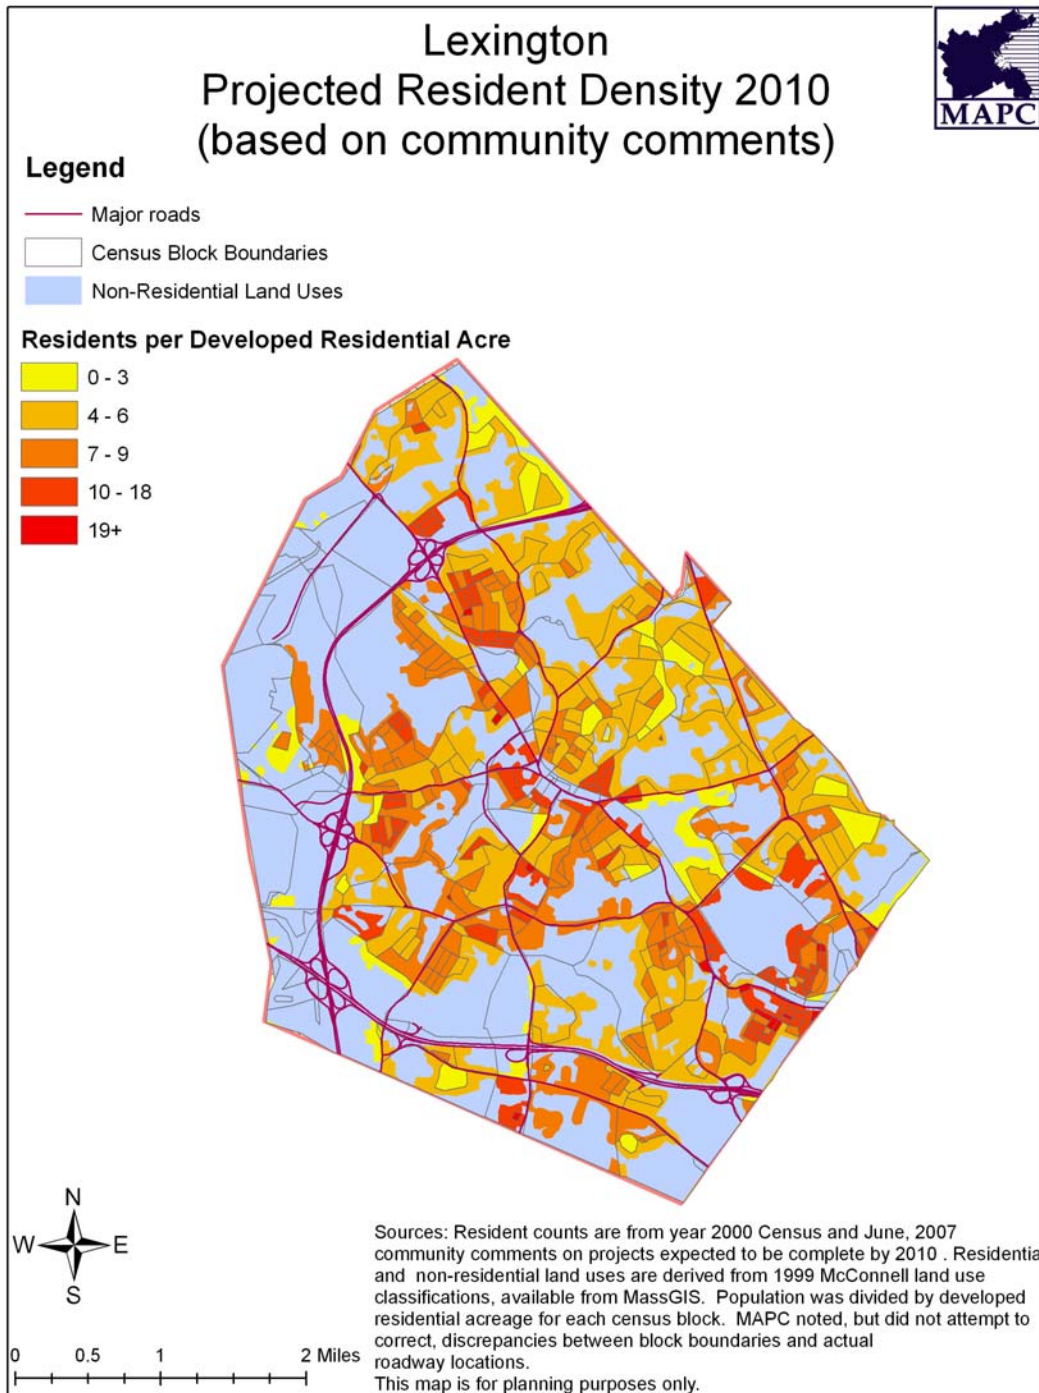 Lexington
Projected Resident Density 2010
(based on community comments)
MAPC
Legend
Major roads
Census Block Boundaries
Non-Residential Land Uses
Residents per Developed Residential Acre
0 - 3
4 - 6
7 - 9
10 - 18
19+
N
W E
S
0 0.5 1 2 Miles
Sources: Resident counts are from year 2000 Census and June, 2007
community comments on projects expected to be complete by 2010 . Residentia
and non-residential land uses are derived from 1999 McConnell land use
classifications, available from MassGIS. Population was divided by developed
residential acreage for each census block. MAPC noted, but did not attempt to
correct, discrepancies between block boundaries and actual
roadway locations.
This map is for planning purposes only.